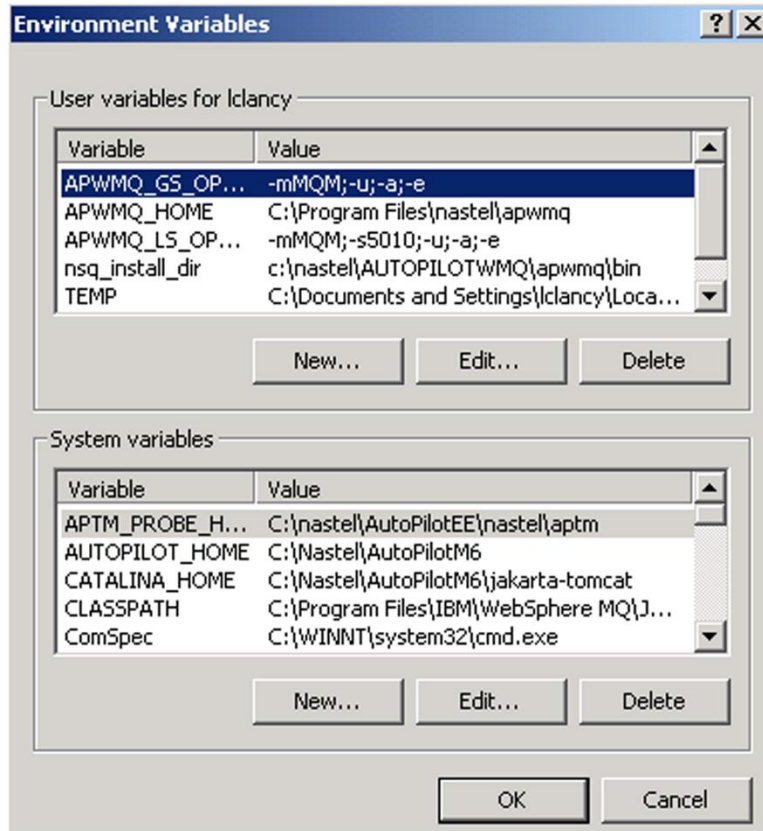 Environment Variables
User variables for lclancy
Variable Value
APWMQ_GS_OP... -mMQM;-u;-a;-e
APWMQ_HOME C:\Program Files\nastel\apwmq
APWMQ_LS_OP... -mMQM;-s5010;-u;-a;-e
nsq_install_dir c:\nastel\AUTOPILOTWMQ\apwmq\bin
TEMP C:\Documents and Settings\lclancy\Loca...
New... Edit... Delete
System variables
Variable Value
APTM_PROBE_H... C:\nastel\AutoPilotEE\nastel\aptm
AUTOPILOT_HOME C:\Nastel\AutoPilotM6
CATALINA_HOME C:\Nastel\AutoPilotM6\jakarta-tomcat
CLASSPATH C:\Program Files\IBM\WebSphere MQ\J...
ComSpec C:\WINNT\system32\cmd.exe
New... Edit... Delete
OK Cancel